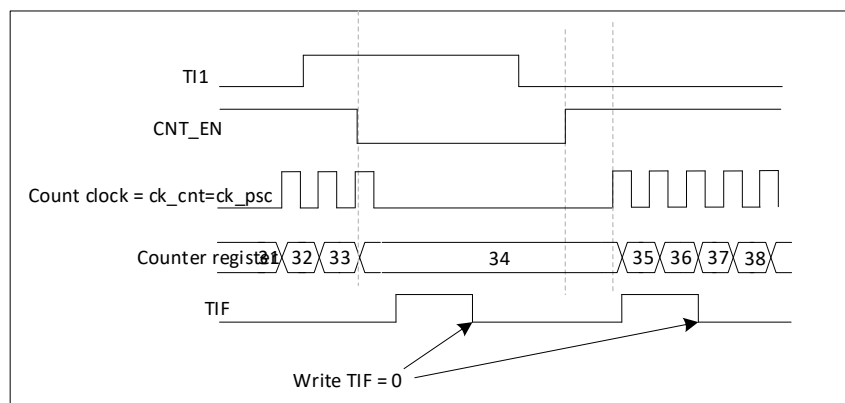 TI1
CNT_EN
Count clock = ck_cnt=ck_psc
Counter register 31 32 33 34 35 36 37 38
TIF
Write TIF = 0